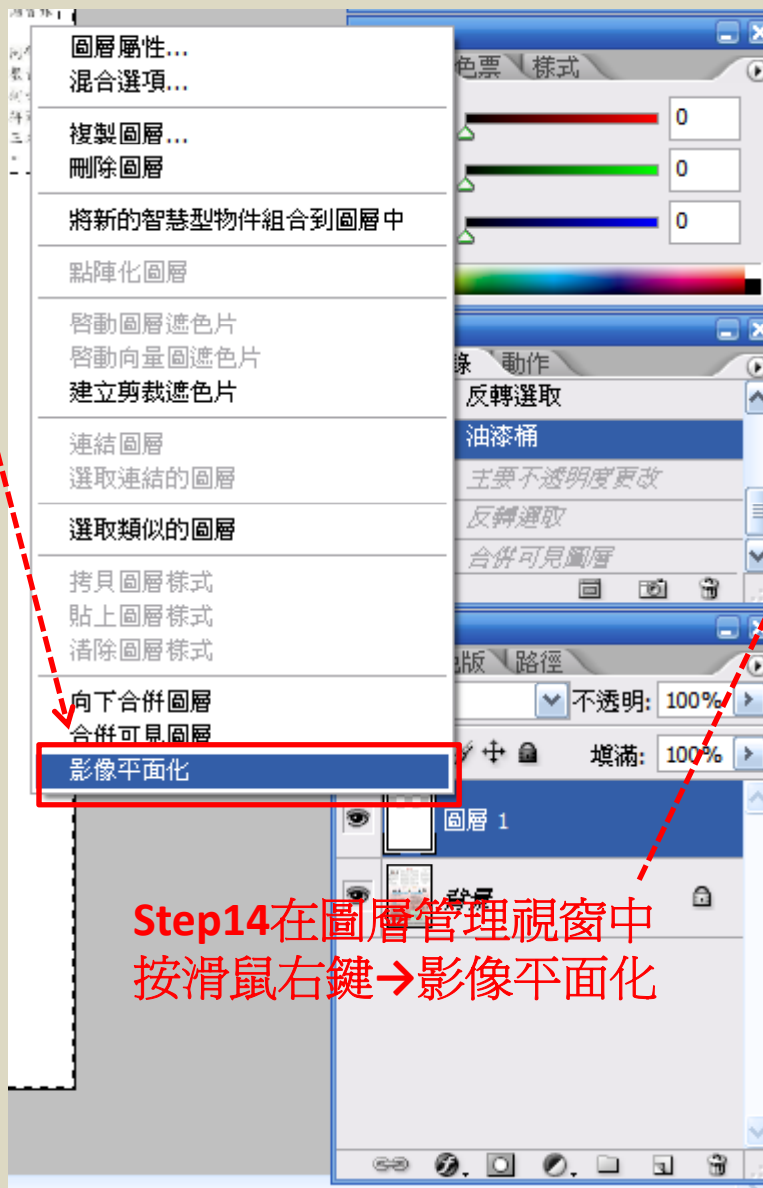 圖層屬性...
混合選項...
複製圖層...
刪除圖層
將新的智慧型物件組合到圖層中
點陣化圖層
啓動圖層遮色片
啓動向量圖遮色片
建立剪裁遮色片
連結圖層
選取連結的圖層
選取類似的圖層
拷貝圖層樣式
貼上圖層樣式
清除圖層樣式
向下合併圖層
合併可見圖層
影像平面化
色票 樣式
0
0
0
動作
反轉選取
油漆桶
主要不透明度更改
反轉選取
合併可見圖層
路徑
不透明: 100%
填滿: 100%
圖層 1
背景
Step14在圖層管理視窗中
按滑鼠右鍵→影像平面化